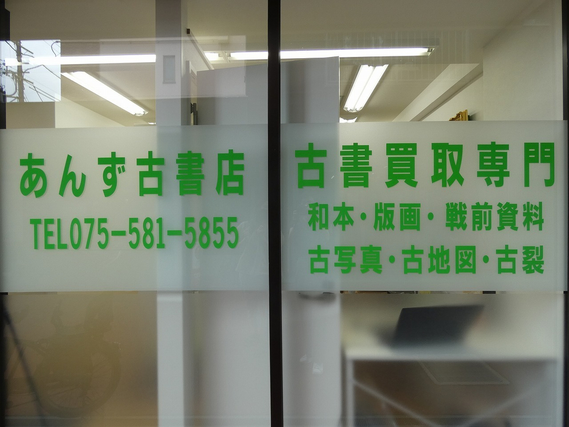 あんず古書店
TEL075-581-5855
古書買取専門
和本・版画・戦前資料
古写真・古地図・古裂